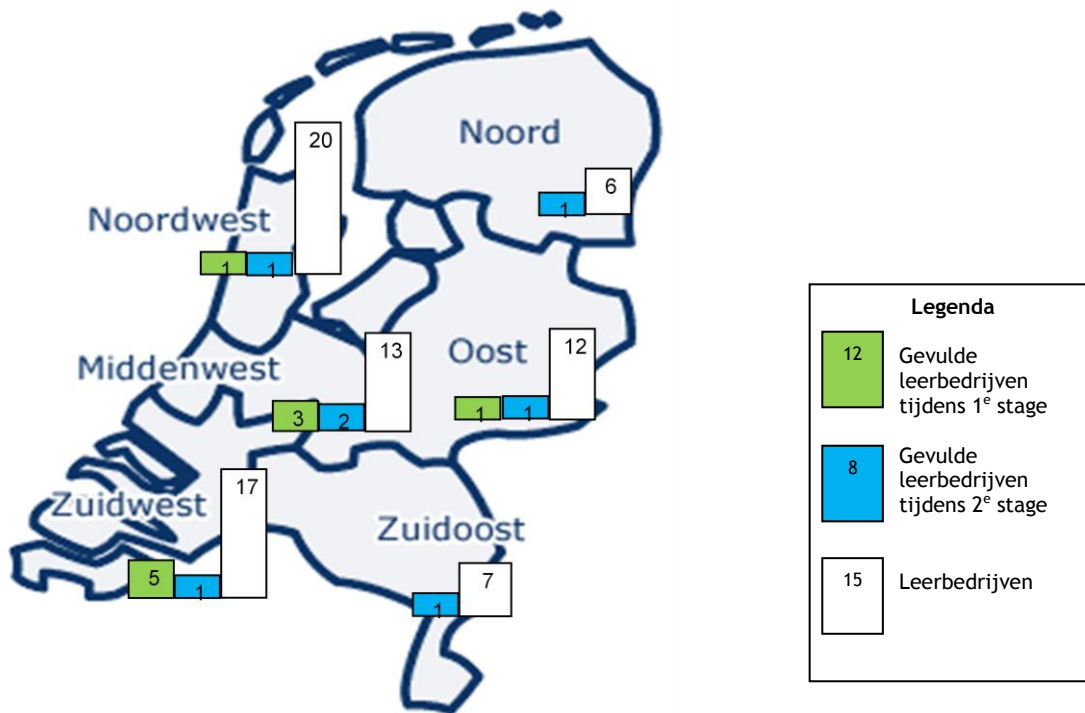 20
Noord
6
1
Noordwest
1 1
Legenda
12
Gevulde
leerbedrijven
tijdens 1e stage
13
12
Oost
Middenwest
3 2
1 1
8
Gevulde
leerbedrijven
tijdens 2e stage
17
Zuidwest
Zuidoost
5 1
7
1
15
Leerbedrijven